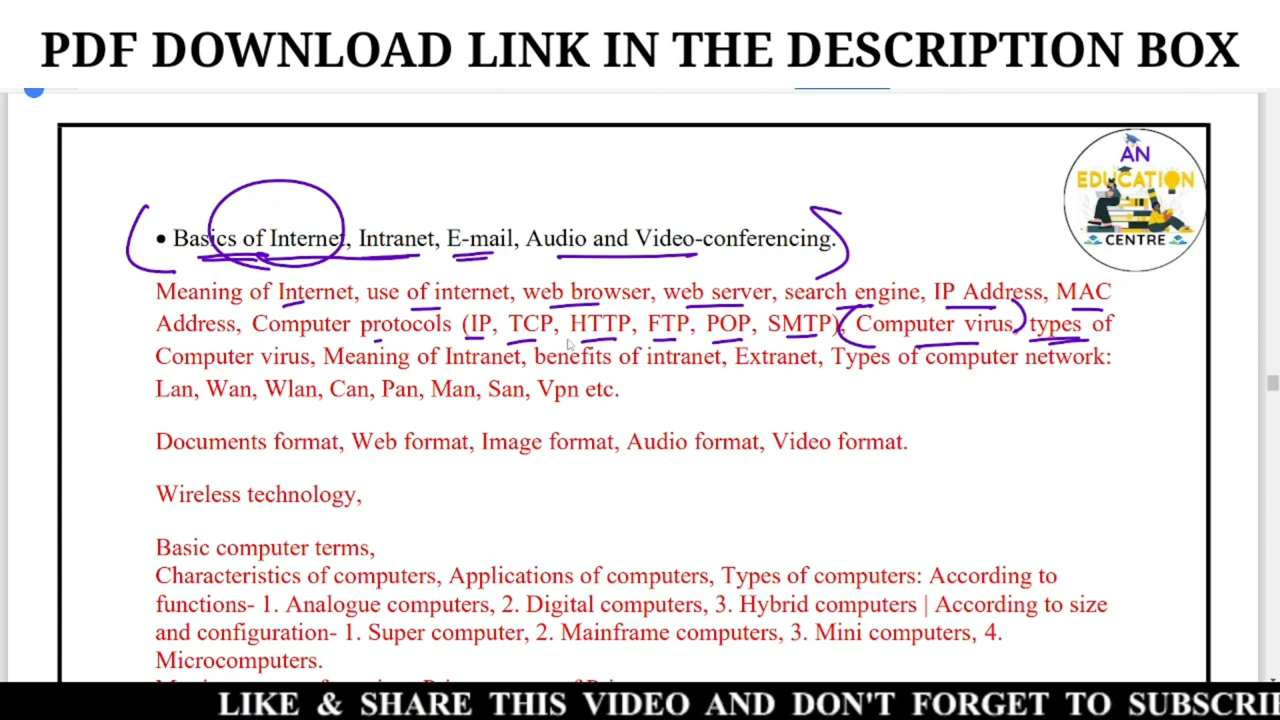 PDF DOWNLOAD LINK IN THE DESCRIPTION BOX
AN
EDUCATION
CENTRE
• Basics of Internet, Intranet, E-mail, Audio and Video-conferencing.
Meaning of Internet, use of internet, web browser, web server, search engine, IP Address, MAC
Address, Computer protocols (IP, TCP, HTTP, FTP, POP, SMTP), Computer virus, types of
Computer virus, Meaning of Intranet, benefits of intranet, Extranet, Types of computer network:
Lan, Wan, Wlan, Can, Pan, Man, San, Vpn etc.
Documents format, Web format, Image format, Audio format, Video format.
Wireless technology,
Basic computer terms,
Characteristics of computers, Applications of computers, Types of computers: According to
functions- 1. Analogue computers, 2. Digital computers, 3. Hybrid computers | According to size
and configuration- 1. Super computer, 2. Mainframe computers, 3. Mini computers, 4.
Microcomputers.
LIKE & SHARE THIS VIDEO AND DON'T FORGET TO SUBSCRI